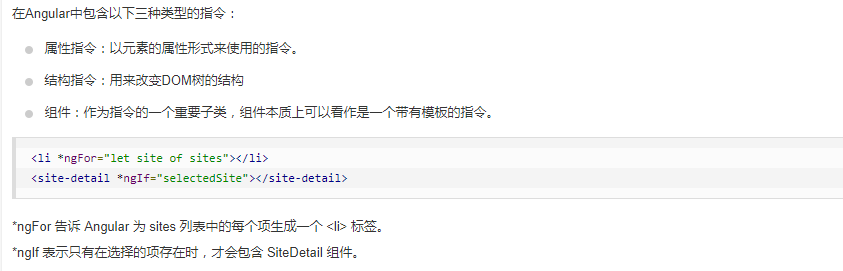 在Angular中包含以下三种类型的指令：
属性指令：以元素的属性形式来使用的指令。
结构指令：用来改变DOM树的结构
组件：作为指令的一个重要子类，组件本质上可以看作是一个带有模板的指令。
<li *ngFor="let site of sites"></li>
<site-detail *ngIf="selectedSite"></site-detail>
*ngFor 告诉 Angular 为 sites 列表中的每个项生成一个 <li> 标签。
*ngIf 表示只有在选择的项存在时，才会包含 SiteDetail 组件。